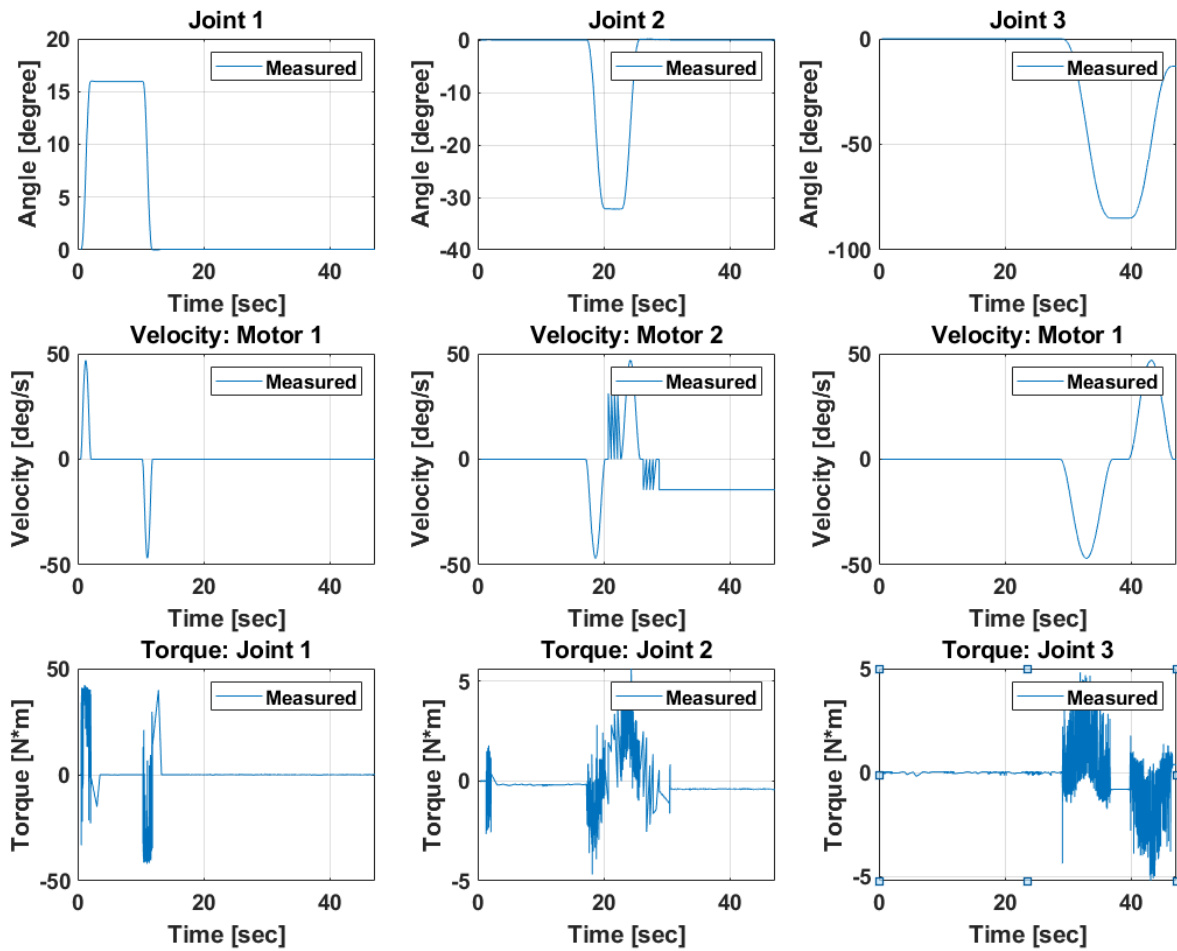 Joint 1
Measured
Angle [degree]
20
15
10
5
0
0 20 40
Time [sec]
Joint 2
Measured
Angle [degree]
0
-10
-20
-30
-40
0 20 40
Time [sec]
Joint 3
Measured
Angle [degree]
0
-50
-100
0 20 40
Time [sec]
Velocity: Motor 1
Measured
Velocity [deg/s]
50
0
-50
0 20 40
Time [sec]
Velocity: Motor 2
Measured
Velocity [deg/s]
50
0
-50
0 20 40
Time [sec]
Velocity: Motor 1
Measured
Velocity [deg/s]
50
0
-50
0 20 40
Time [sec]
Torque: Joint 1
Measured
Torque [N*m]
50
0
-50
0 20 40
Time [sec]
Torque: Joint 2
Measured
Torque [N*m]
5
0
-5
0 20 40
Time [sec]
Torque: Joint 3
Measured
Torque [N*m]
5
0
-5
0 20 40
Time [sec]